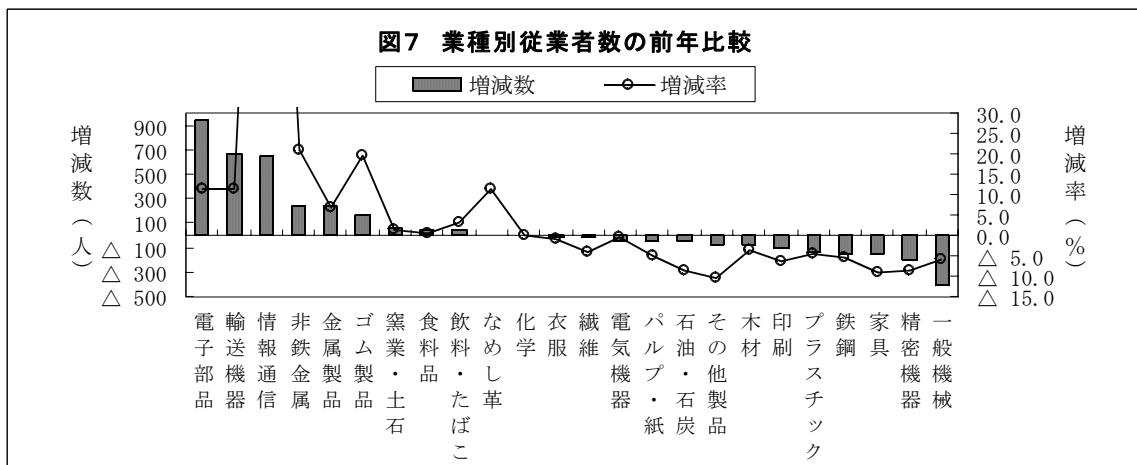 図7 業種別従業者数の前年比較
増減数
増減率
増減数(人)
900
700
500
300
100
△ 100
△ 300
△ 500
30.0
25.0
20.0
15.0
10.0
5.0
0.0
△ 5.0
△ 10.0
△ 15.0
増減率(%)
電子部品
輸送機器
情報通信
非鉄金属
金属製品
ゴム製品
窯業・土石
食料品
飲料・たばこ
なめし革
化学
衣服
繊維
電気機器
パルプ・紙
石油・石炭
その他製品
木材
印刷
プラスチック
鉄鋼
家具
精密機器
一般機械